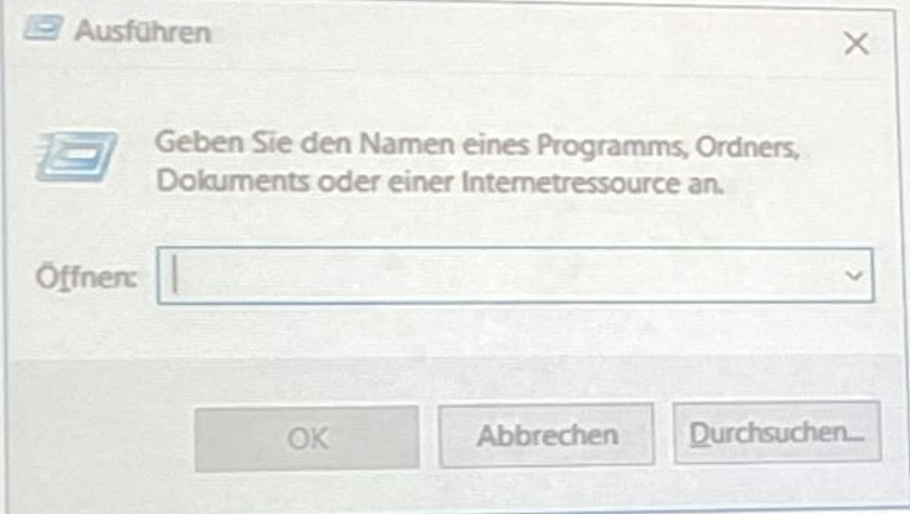 Ausführen
Geben Sie den Namen eines Programms, Ordners,
Dokuments oder einer Internetressource an.
Öffnen:
OK
Abbrechen
Durchsuchen...